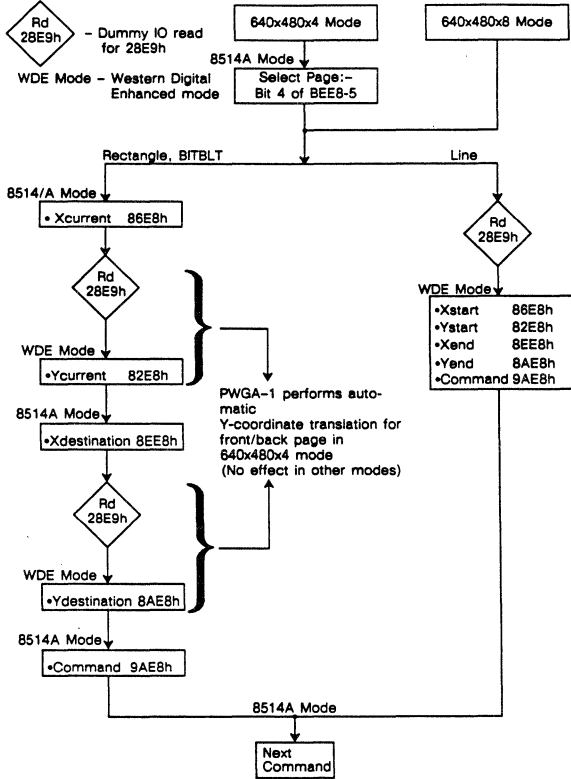 Rd
28E9h
– Dummy IO read
for 28E9h
WDE Mode – Western Digital
Enhanced mode
640x480x4 Mode
640x480x8 Mode
8514A Mode
Select Page:-
Bit 4 of BEE8-5
Rectangle, BITBLT
Line
8514/A Mode
• Xcurrent 86E8h
Rd
28E9h
WDE Mode
•Ycurrent 82E8h
8514A Mode
•Xdestination 8EE8h
Rd
28E9h
WDE Mode
•Ydestination 8AE8h
8514A Mode
•Command 9AE8h
PWGA-1 performs auto-
matic
Y-coordinate translation for
front/back page in
640x480x4 mode
(No effect in other modes)
Rd
28E9h
WDE Mode
•Xstart 86E8h
•Ystart 82E8h
•Xend 8EE8h
•Yend 8AE8h
•Command 9AE8h
8514A Mode
Next
Command